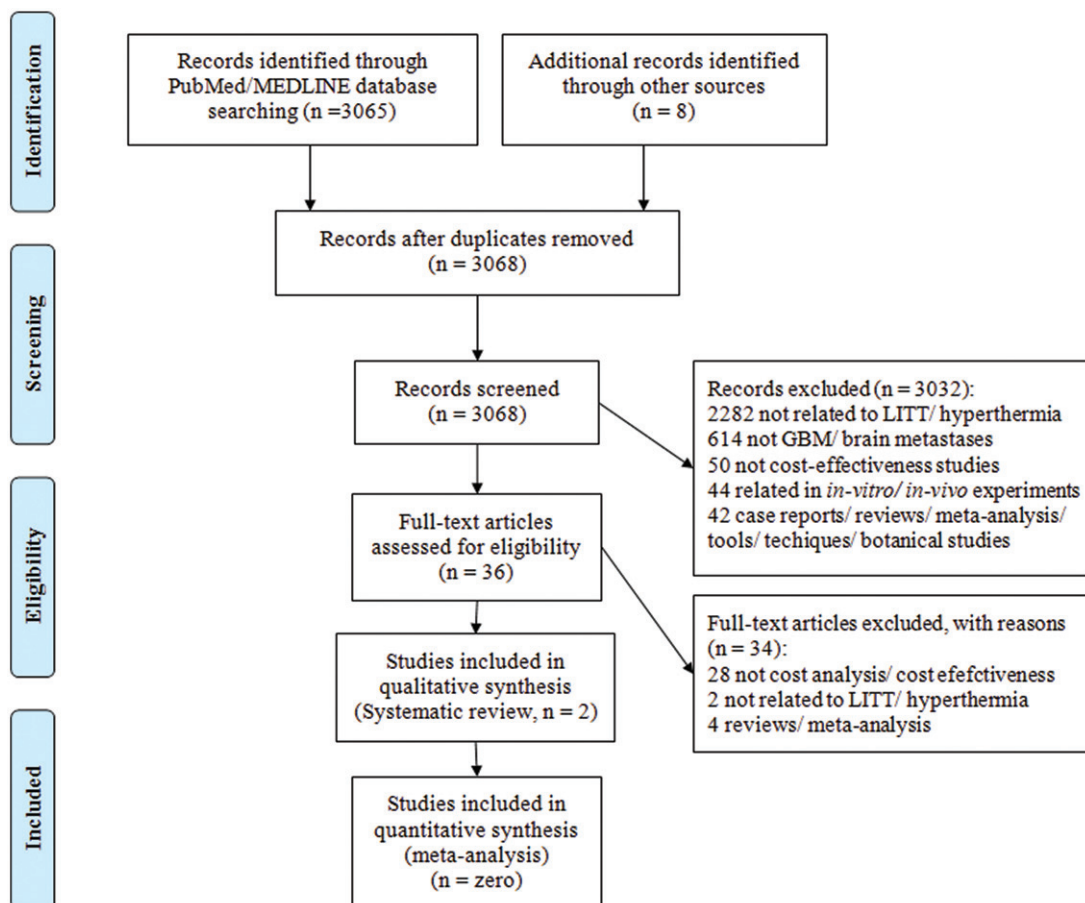 Identification
Records identified through
PubMed/MEDLINE database
searching (n =3065)
Additional records identified
through other sources
(n = 8)
Records after duplicates removed
(n = 3068)
Screening
Records screened
(n = 3068)
Records excluded (n = 3032):
2282 not related to LITT/ hyperthermia
614 not GBM/ brain metastases
50 not cost-effectiveness studies
44 related in in-vitro/ in-vivo experiments
42 case reports/ reviews/ meta-analysis/
tools/ techiques/ botanical studies
Eligibility
Full-text articles
assessed for eligibility
(n = 36)
Full-text articles excluded, with reasons
(n = 34):
28 not cost analysis/ cost efefctiveness
2 not related to LITT/ hyperthermia
4 reviews/ meta-analysis
Studies included in
qualitative synthesis
(Systematic review, n = 2)
Included
Studies included in
quantitative synthesis
(meta-analysis)
(n = zero)